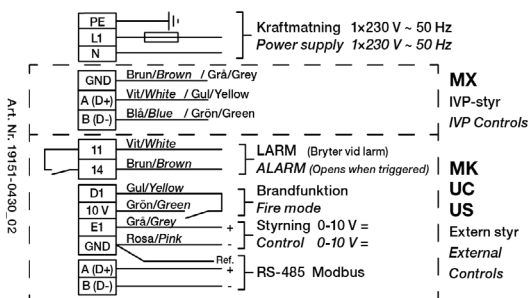 PE
L1
N
Kraftmatning 1x230 V ~ 50 Hz
Power supply 1x230 V ~ 50 Hz
GND Brun/Brown / Grå/Grey
A (D+) Vit/White / Gul/Yellow
B (D-) Blå/Blue / Grön/Green
MX
IVP-styr
IVP Controls
Art. Nr. 19151-0430_02
11 Vit/White
14 Brun/Brown
LARM (Bryter vid larm)
ALARM (Opens when triggered)
D1 Gul/Yellow
10 V Grön/Green
Brandfunktion
Fire mode
E1 Grå/Grey +
GND Rosa/Pink -
Styrning 0-10 V =
Control 0-10 V =
Ref.
A (D+) +
B (D-) -
RS-485 Modbus
MK
UC
US
Extern styr
External
Controls